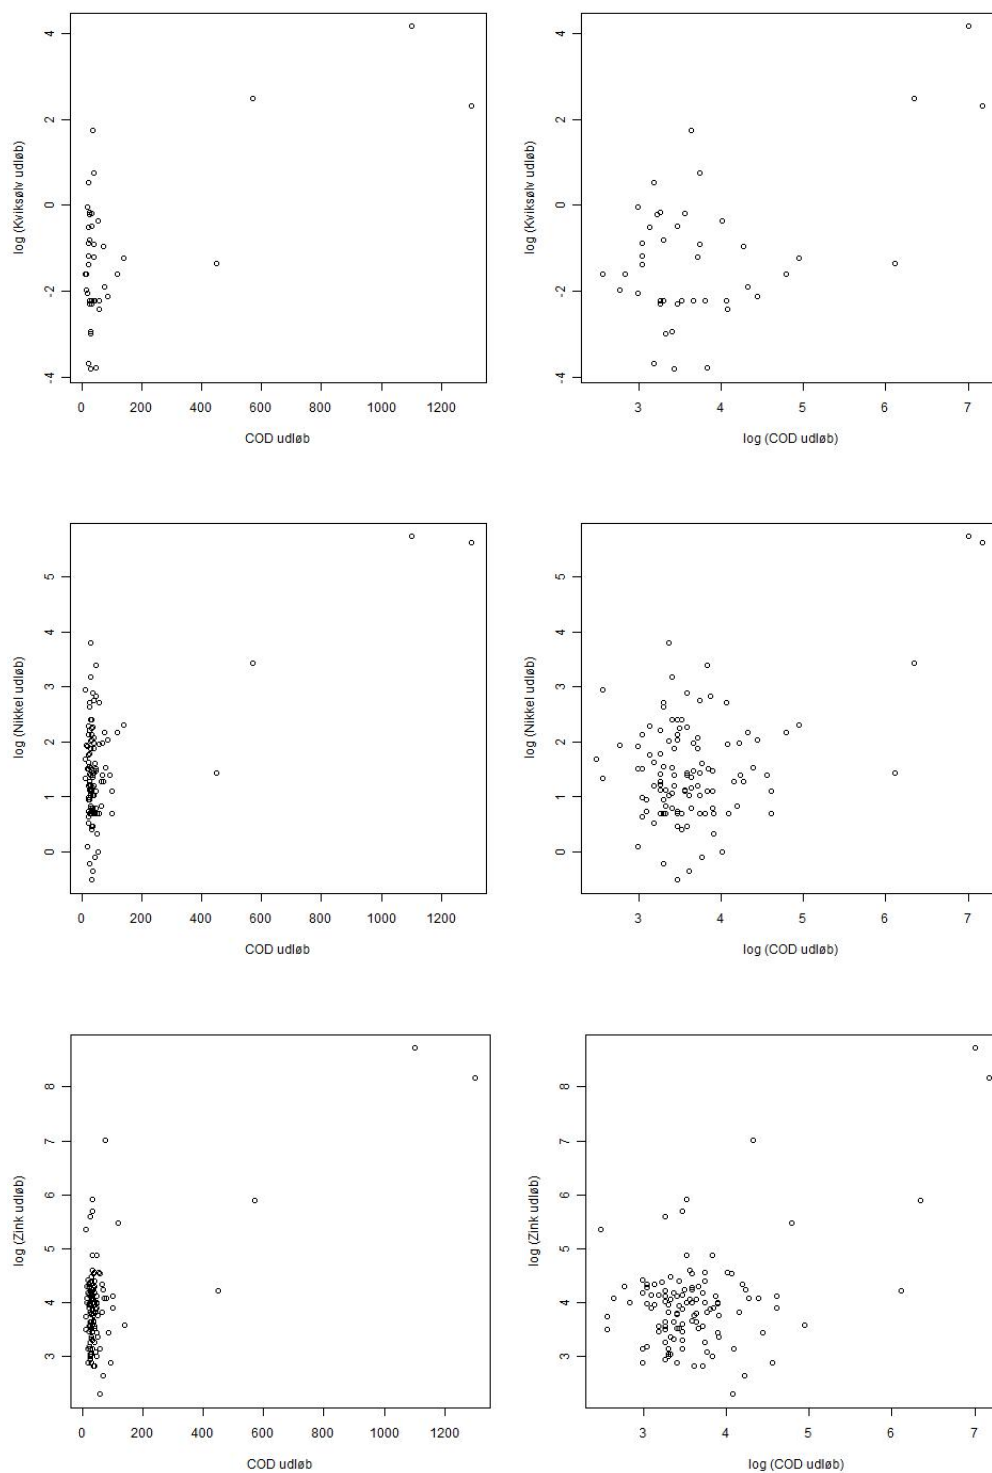 4
2
0
-2
-4
log (Kviksølv udløb)
0 200 400 600 800 1000 1200
COD udløb
4
2
0
-2
-4
log (Kviksølv udløb)
3 4 5 6 7
log (COD udløb)
5
4
3
2
1
0
log (Nikkel udløb)
0 200 400 600 800 1000 1200
COD udløb
5
4
3
2
1
0
log (Nikkel udløb)
3 4 5 6 7
log (COD udløb)
8
7
6
5
4
3
log (Zink udløb)
0 200 400 600 800 1000 1200
COD udløb
8
7
6
5
4
3
log (Zink udløb)
3 4 5 6 7
log (COD udløb)